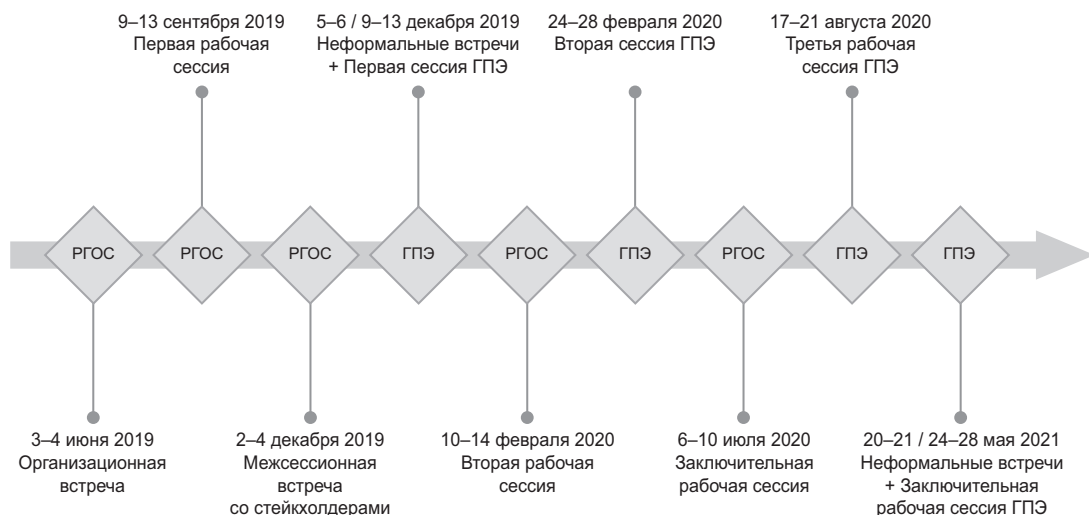 9–13 сентября 2019
Первая рабочая
сессия
5–6 / 9–13 декабря 2019
Неформальные встречи
+ Первая сессия ГПЭ
24–28 февраля 2020
Вторая сессия ГПЭ
17–21 августа 2020
Третья рабочая
сессия ГПЭ
РГОС
РГОС
РГОС
ГПЭ
РГОС
ГПЭ
РГОС
ГПЭ
ГПЭ
3–4 июня 2019
Организационная
встреча
2–4 декабря 2019
Межсессионная
встреча
со стейкхолдерами
10–14 февраля 2020
Вторая рабочая
сессия
6–10 июля 2020
Заключительная
рабочая сессия
20–21 / 24–28 мая 2021
Неформальные встречи
+ Заключительная
рабочая сессия ГПЭ